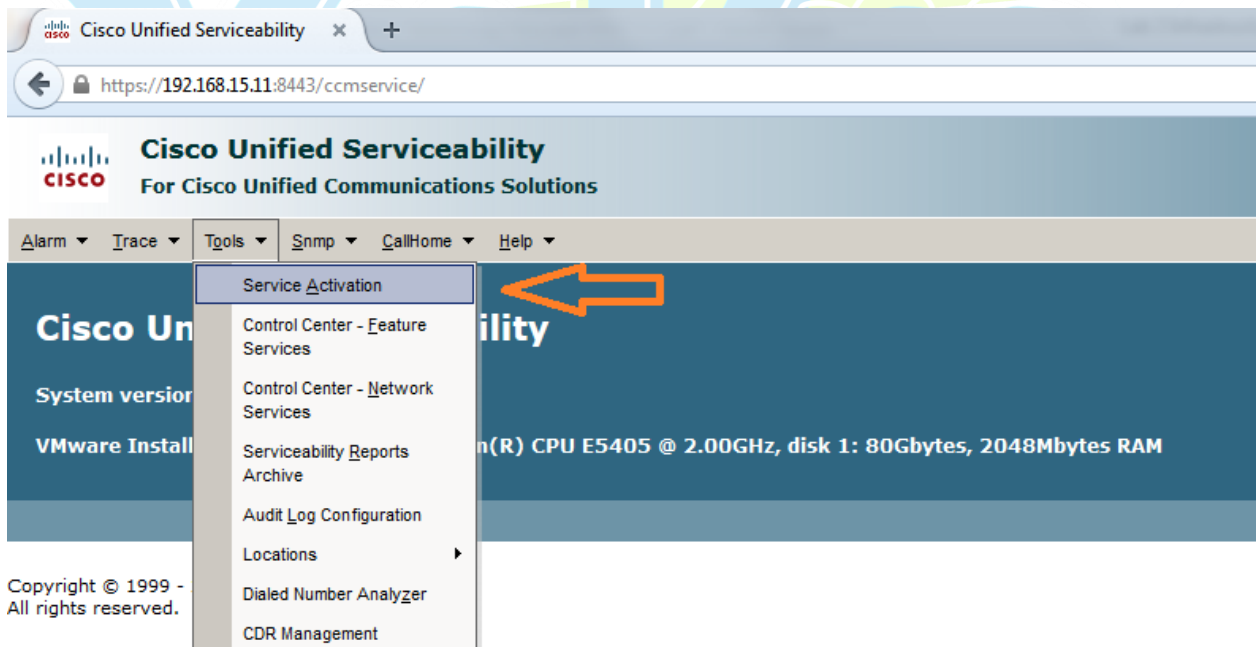 Cisco Unified Serviceability
https://192.168.15.11:8443/ccmservice/
CISCO
Cisco Unified Serviceability
For Cisco Unified Communications Solutions
Alarm Trace Tools Snmp CallHome Help
Service Activation
Control Center - Feature
Services
Control Center - Network
Services
Serviceability Reports
Archive
Audit Log Configuration
Locations
Dialed Number Analyzer
CDR Management
Cisco Un ility
System version
VMware Install n(R) CPU E5405 @ 2.00GHz, disk 1: 80Gbytes, 2048Mbytes RAM
Copyright © 1999 -
All rights reserved.